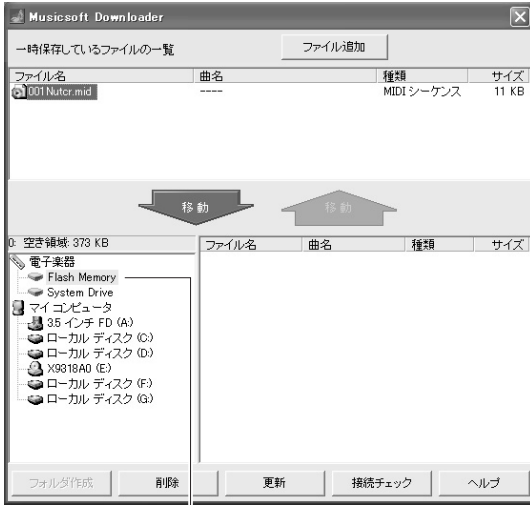 Musicsoft Downloader
一時保存しているファイルの一覧
ファイル追加
ファイル名 曲名 種類 サイズ
001Nutcr.mid ---- MIDI シーケンス 11 KB
移動 移動
0: 空き領域: 373 KB
ファイル名 曲名 種類 サイズ
電子楽器
Flash Memory
System Drive
マイ コンピュータ
3.5 インチ FD (A:)
ローカル ディスク (C:)
ローカル ディスク (D:)
X9318A0 (E:)
ローカル ディスク (F:)
ローカル ディスク (G:)
フォルダ作成 削除 更新 接続チェック ヘルプ